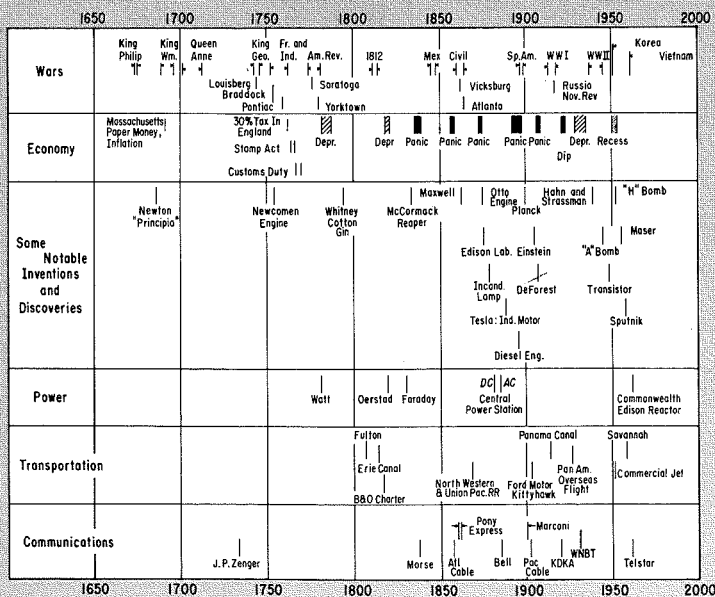 1650 1700 1750 1800 1850 1900 1950 2000
Wars
King Philip
King Wm.
Queen Anne
King Geo.
Fr. and Ind.
Am. Rev.
1812
Mex
Civil
Sp. Am.
WWI
WWII
Korea
Vietnam
Louisberg
Saratoga
Vicksburg
Russia
Braddock
Nov. Rev
Pontiac
Yorktown
Atlanta
Economy
Massachusetts
Paper Money,
Inflation
30% Tax In
England
Stamp Act
Customs Duty
Depr.
Depr
Panic
Panic
Panic
Panic
Panic
Dip
Depr.
Recess
Some
Notable
Inventions
and
Discoveries
Newton
"Principio"
Newcomen
Engine
Whitney
Cotton
Gin
McCormack
Reaper
Maxwell
Otto
Engine
Planck
Hahn and
Strassman
"H" Bomb
Edison Lab.
Einstein
"A" Bomb
Maser
Incand.
Lamp
DeForest
Transistor
Tesla: Ind. Motor
Sputnik
Diesel Eng.
Power
Watt
Oerstad
Faraday
DC
AC
Central
Power Station
Commonwealth
Edison Reactor
Transportation
Fulton
Erie Canal
B&O Charter
North Western
& Union Pac. RR
Panama Canal
Ford Motor
Kittyhawk
Pan Am.
Overseas
Flight
Savannah
Commercial Jet
Communications
J. P. Zenger
Morse
Pony
Express
Atl
Cable
Bell
Marconi
Pac
Cable
KDKA
WNBT
Telstar
1650 1700 1750 1800 1850 1900 1950 2000